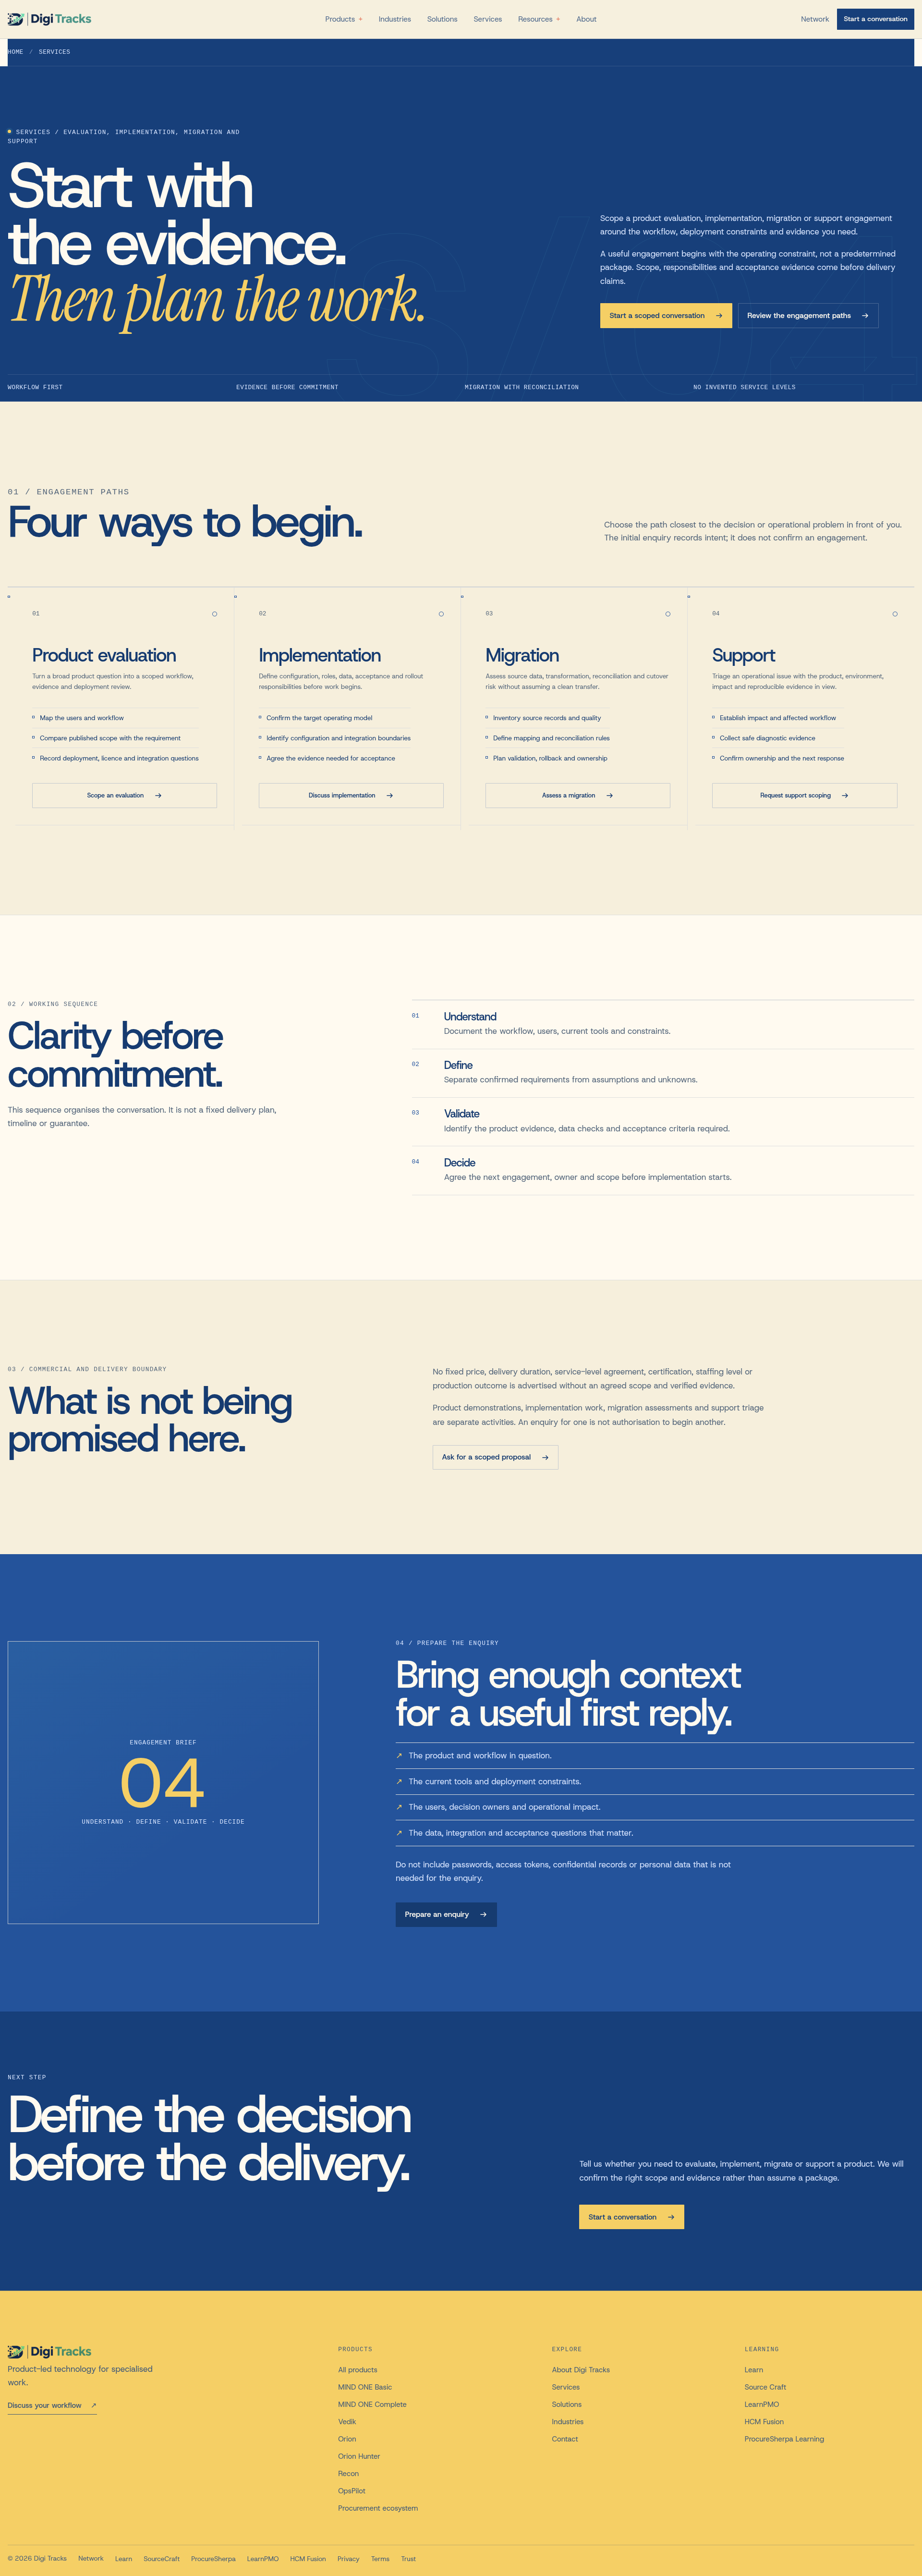 Digi Tracks
Products + Industries Solutions Services Resources + About
Network Start a conversation
HOME / SERVICES
SERVICES / EVALUATION, IMPLEMENTATION, MIGRATION AND
SUPPORT
Start with
the evidence.
Then plan the work.
Scope a product evaluation, implementation, migration or support engagement
around the workflow, deployment constraints and evidence you need.
A useful engagement begins with the operating constraint, not a predetermined
package. Scope, responsibilities and acceptance evidence come before delivery
claims.
Start a scoped conversation →
Review the engagement paths →
WORKFLOW FIRST
EVIDENCE BEFORE COMMITMENT
MIGRATION WITH RECONCILIATION
NO INVENTED SERVICE LEVELS
01 / ENGAGEMENT PATHS
Four ways to begin.
Choose the path closest to the decision or operational problem in front of you.
The initial enquiry records intent; it does not confirm an engagement.
01
Product evaluation
Turn a broad product question into a scoped workflow,
evidence and deployment review.
Map the users and workflow
Compare published scope with the requirement
Record deployment, licence and integration questions
Scope an evaluation →
02
Implementation
Define configuration, roles, data, acceptance and rollout
responsibilities before work begins.
Confirm the target operating model
Identify configuration and integration boundaries
Agree the evidence needed for acceptance
Discuss implementation →
03
Migration
Assess source data, transformation, reconciliation and cutover
risk without assuming a clean transfer.
Inventory source records and quality
Define mapping and reconciliation rules
Plan validation, rollback and ownership
Assess a migration →
04
Support
Triage an operational issue with the product, environment,
impact and reproducible evidence in view.
Establish impact and affected workflow
Collect safe diagnostic evidence
Confirm ownership and the next response
Request support scoping →
02 / WORKING SEQUENCE
Clarity before
commitment.
This sequence organises the conversation. It is not a fixed delivery plan,
timeline or guarantee.
01 Understand
Document the workflow, users, current tools and constraints.
02 Define
Separate confirmed requirements from assumptions and unknowns.
03 Validate
Identify the product evidence, data checks and acceptance criteria required.
04 Decide
Agree the next engagement, owner and scope before implementation starts.
03 / COMMERCIAL AND DELIVERY BOUNDARY
What is not being
promised here.
No fixed price, delivery duration, service-level agreement, certification, staffing level or
production outcome is advertised without an agreed scope and verified evidence.
Product demonstrations, implementation work, migration assessments and support triage
are separate activities. An enquiry for one is not authorisation to begin another.
Ask for a scoped proposal →
ENGAGEMENT BRIEF
04
UNDERSTAND · DEFINE · VALIDATE · DECIDE
04 / PREPARE THE ENQUIRY
Bring enough context
for a useful first reply.
↗ The product and workflow in question.
↗ The current tools and deployment constraints.
↗ The users, decision owners and operational impact.
↗ The data, integration and acceptance questions that matter.
Do not include passwords, access tokens, confidential records or personal data that is not
needed for the enquiry.
Prepare an enquiry →
NEXT STEP
Define the decision
before the delivery.
Tell us whether you need to evaluate, implement, migrate or support a product. We will
confirm the right scope and evidence rather than assume a package.
Start a conversation →
Digi Tracks
Product-led technology for specialised
work.
Discuss your workflow ↗
PRODUCTS
All products
MIND ONE Basic
MIND ONE Complete
Vedik
Orion
Orion Hunter
Recon
OpsPilot
Procurement ecosystem
EXPLORE
About Digi Tracks
Services
Solutions
Industries
Contact
LEARNING
Learn
Source Craft
LearnPMO
HCM Fusion
ProcureSherpa Learning
© 2026 Digi Tracks Network Learn SourceCraft ProcureSherpa LearnPMO HCM Fusion Privacy Terms Trust